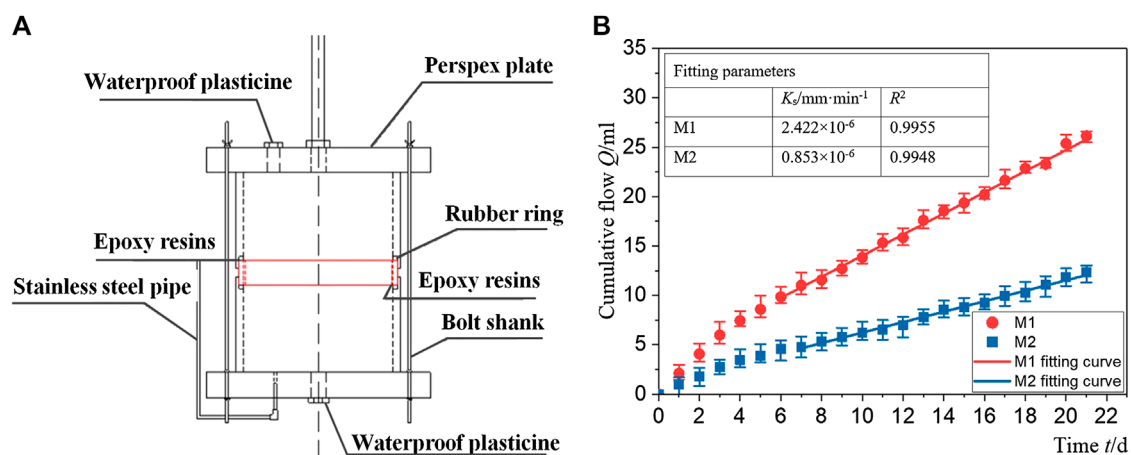 A
Waterproof plasticine
Perspex plate
Rubber ring
Epoxy resins
Epoxy resins
Stainless steel pipe
Bolt shank
Waterproof plasticine
B
Cumulative flow Q/ml
35
30
25
20
15
10
5
0
Fitting parameters
Ks/mm·min-1 R2
M1 2.422×10-6 0.9955
M2 0.853×10-6 0.9948
M1
M2
M1 fitting curve
M2 fitting curve
0 2 4 6 8 10 12 14 16 18 20 22
Time t/d